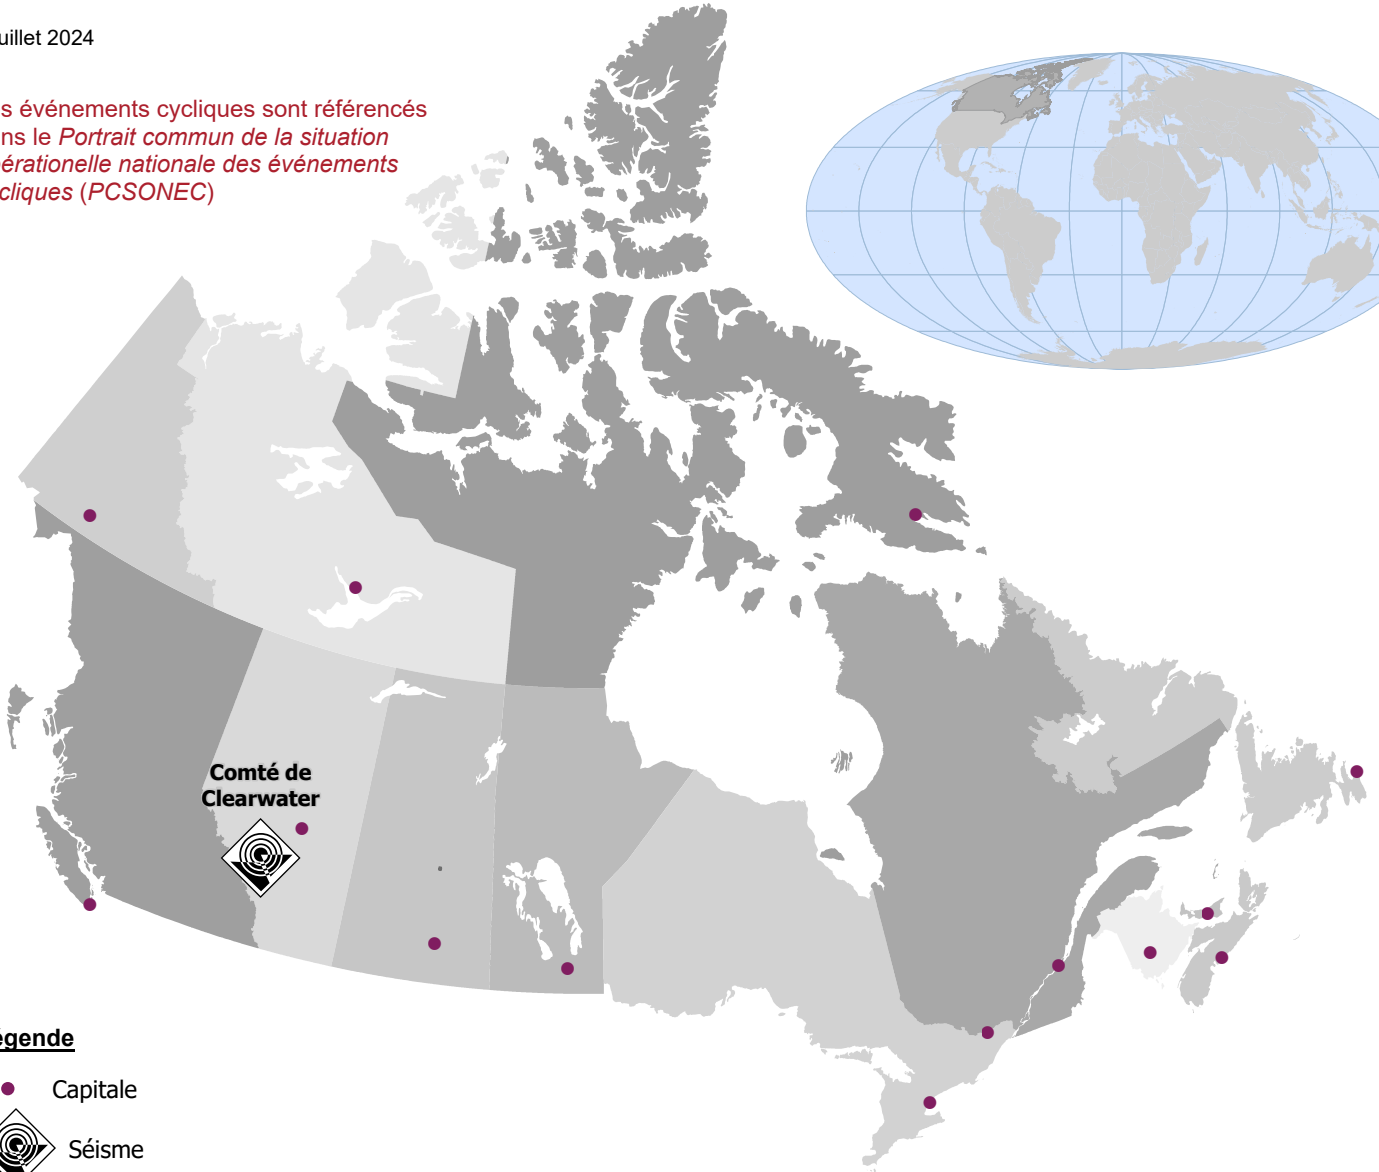 uillet 2024
s événements cycliques sont référencés
ns le Portrait commun de la situation
érationelle nationale des événements
cliques (PCSONEC)
Comté de
Clearwater
égende
Capitale
Séisme